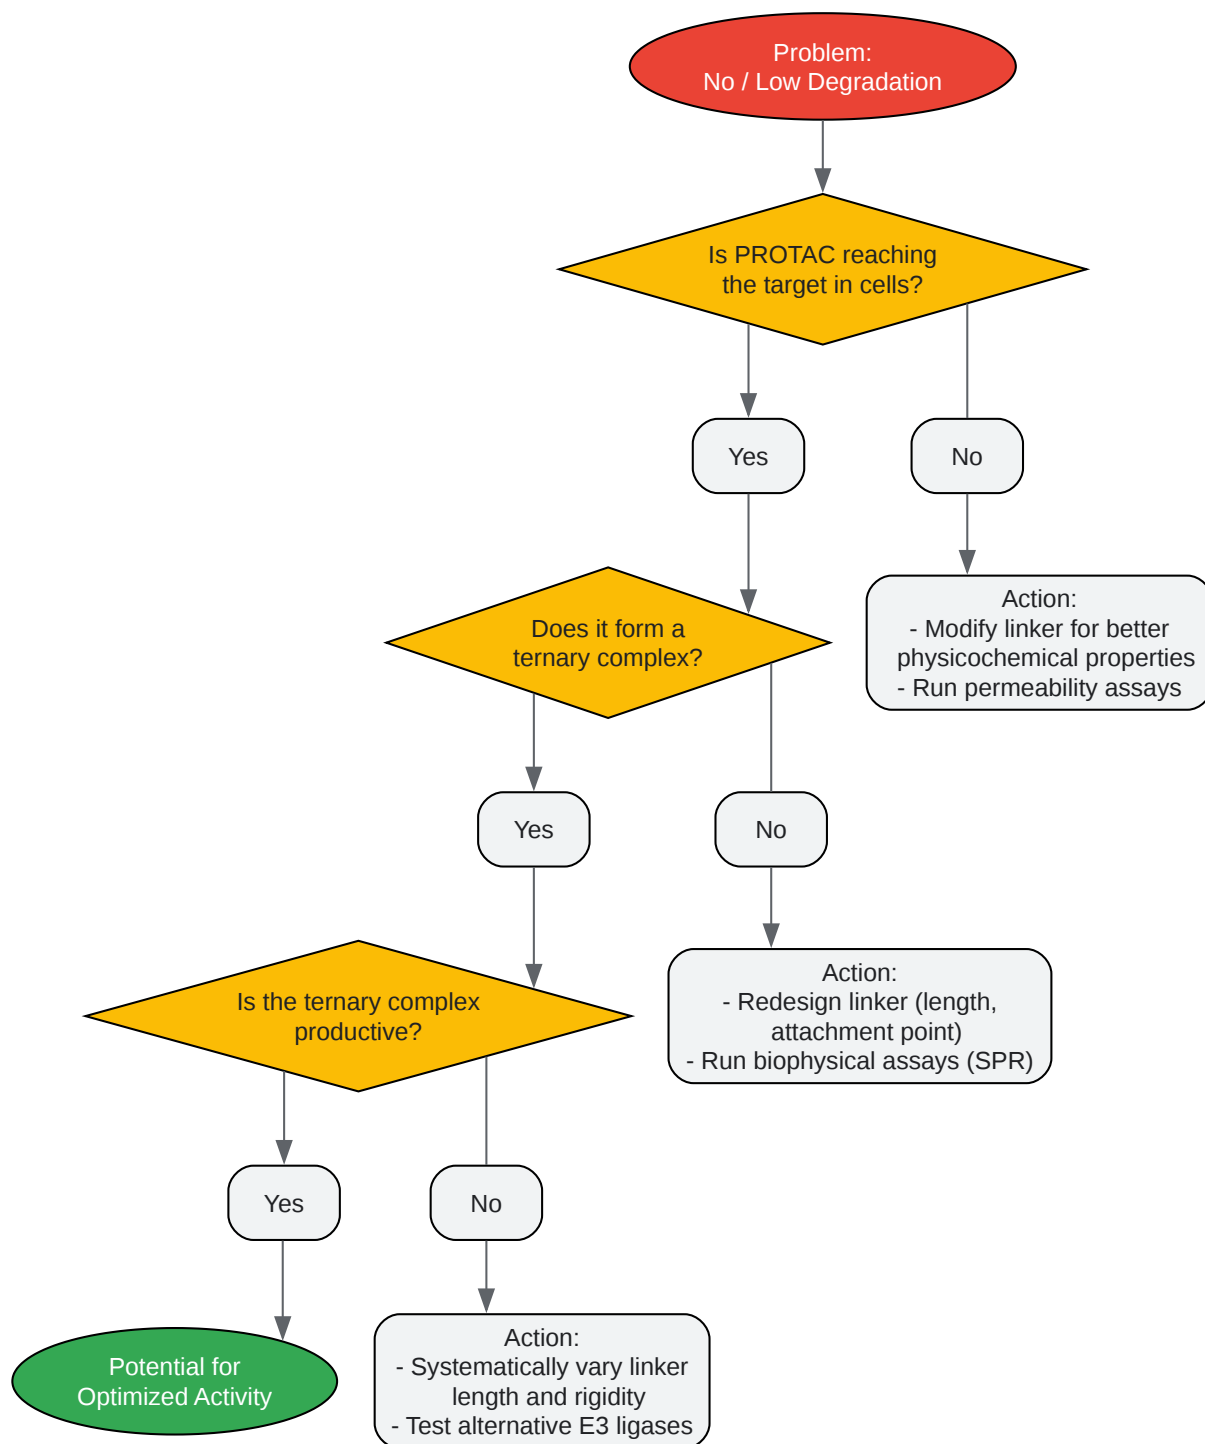 Problem:
No / Low Degradation
Is PROTAC reaching
the target in cells?
Yes
No
Action:
- Modify linker for better
physicochemical properties
- Run permeability assays
Does it form a
ternary complex?
Yes
No
Action:
- Redesign linker (length,
attachment point)
- Run biophysical assays (SPR)
Is the ternary complex
productive?
Yes
No
Action:
- Systematically vary linker
length and rigidity
- Test alternative E3 ligases
Potential for
Optimized Activity